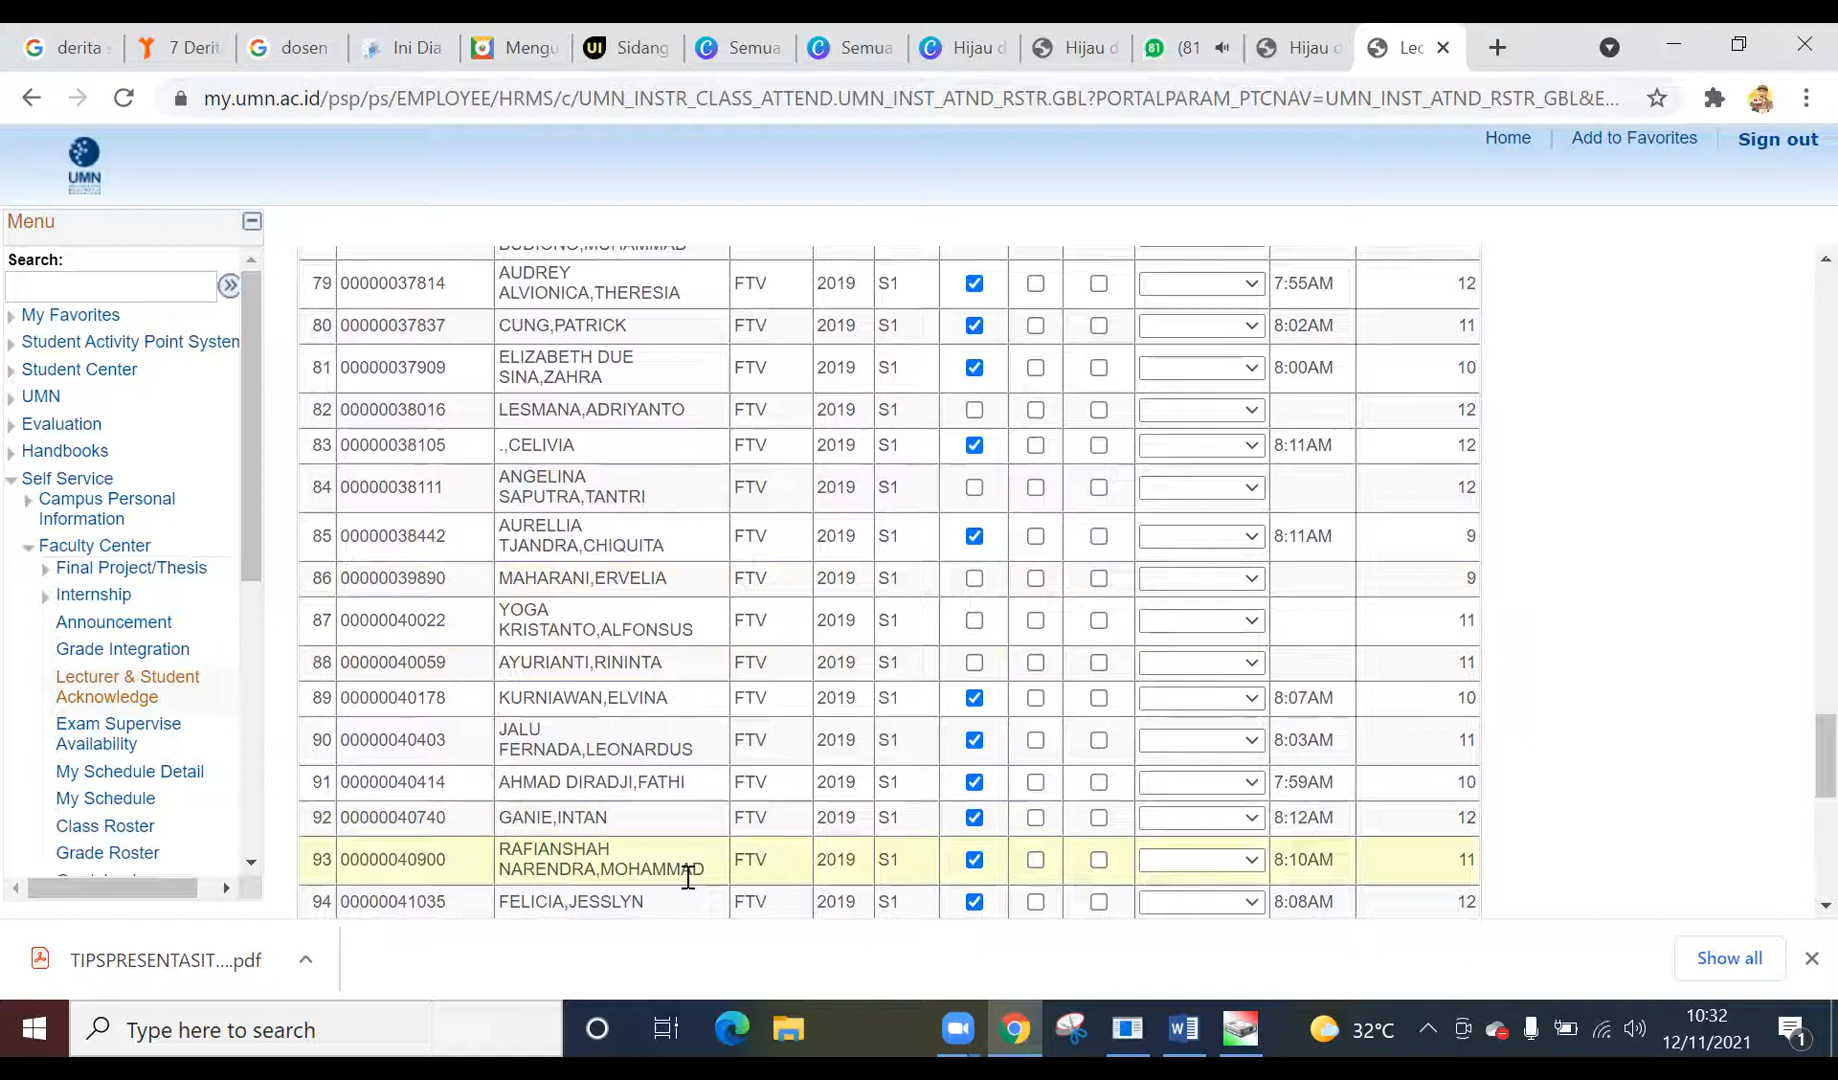 derita
7 Derit
dosen
Ini Dia
Mengu
UI Sidang
Semua
Semua
Hijau d
Hijau d
81 (81
Hijau d
Lec
my.umn.ac.id/psp/ps/EMPLOYEE/HRMS/c/UMN_INSTR_CLASS_ATTEND.UMN_INST_ATND_RSTR.GBL?PORTALPARAM_PTCNAV=UMN_INST_ATND_RSTR_GBL&E...
Home Add to Favorites Sign out
UMN
Menu
Search:
My Favorites
Student Activity Point System
Student Center
UMN
Evaluation
Handbooks
Self Service
Campus Personal
Information
Faculty Center
Final Project/Thesis
Internship
Announcement
Grade Integration
Lecturer & Student
Acknowledge
Exam Supervise
Availability
My Schedule Detail
My Schedule
Class Roster
Grade Roster
79 00000037814 AUDREY ALVIONICA,THERESIA FTV 2019 S1 7:55AM 12
80 00000037837 CUNG,PATRICK FTV 2019 S1 8:02AM 11
81 00000037909 ELIZABETH DUE SINA,ZAHRA FTV 2019 S1 8:00AM 10
82 00000038016 LESMANA,ADRIYANTO FTV 2019 S1 12
83 00000038105 .,CELIVIA FTV 2019 S1 8:11AM 12
84 00000038111 ANGELINA SAPUTRA,TANTRI FTV 2019 S1 12
85 00000038442 AURELLIA TJANDRA,CHIQUITA FTV 2019 S1 8:11AM 9
86 00000039890 MAHARANI,ERVELIA FTV 2019 S1 9
87 00000040022 YOGA KRISTANTO,ALFONSUS FTV 2019 S1 11
88 00000040059 AYURIANTI,RININTA FTV 2019 S1 11
89 00000040178 KURNIAWAN,ELVINA FTV 2019 S1 8:07AM 10
90 00000040403 JALU FERNADA,LEONARDUS FTV 2019 S1 8:03AM 11
91 00000040414 AHMAD DIRADJI,FATHI FTV 2019 S1 7:59AM 10
92 00000040740 GANIE,INTAN FTV 2019 S1 8:12AM 12
93 00000040900 RAFIANSHAH NARENDRA,MOHAMMAD FTV 2019 S1 8:10AM 11
94 00000041035 FELICIA,JESSLYN FTV 2019 S1 8:08AM 12
TIPSPRESENTASIT....pdf
Show all
Type here to search
32°C
10:32
12/11/2021
1